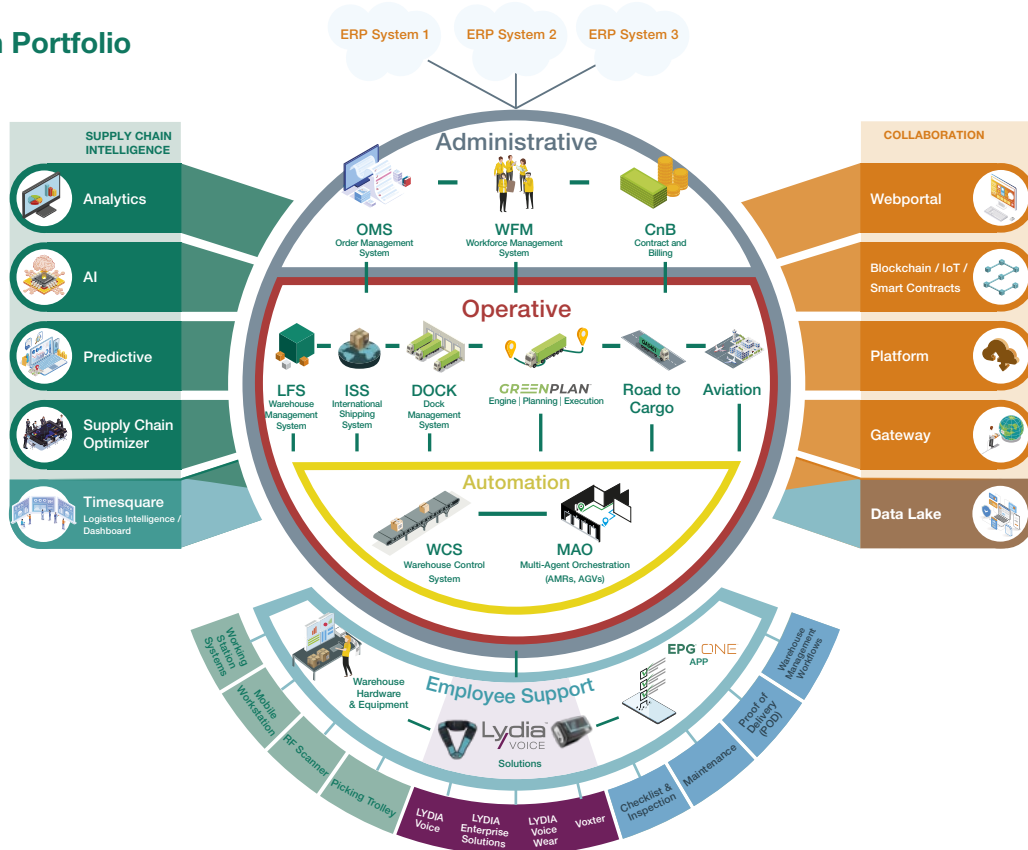 Portfolio
ERP System 1
ERP System 2
ERP System 3
SUPPLY CHAIN
INTELLIGENCE
Analytics
AI
Predictive
Supply Chain
Optimizer
Timesquare
Logistics Intelligence /
Dashboard
Administrative
OMS
Order Management
System
WFM
Workforce Management
System
CnB
Contract and
Billing
Operative
LFS
Warehouse
Management
System
ISS
International
Shipping
System
DOCK
Dock
Management
System
GREENPLAN
Engine | Planning | Execution
Road to
Cargo
Aviation
Automation
WCS
Warehouse Control
System
MAO
Multi-Agent Orchestration
(AMRs, AGVs)
COLLABORATION
Webportal
Blockchain / IoT /
Smart Contracts
Platform
Gateway
Data Lake
Employee Support
Warehouse
Hardware
& Equipment
Lydia
VOICE
Solutions
EPG ONE
APP
Working
Station
Systems
Mobile
Workstation
RF Scanner
Picking Trolley
LYDIA
Voice
LYDIA
Enterprise
Solutions
LYDIA
Voice
Wear
Voxter
Checklist &
Inspection
Maintenance
Proof of
Delivery
(POD)
Warehouse
Management
Workflows